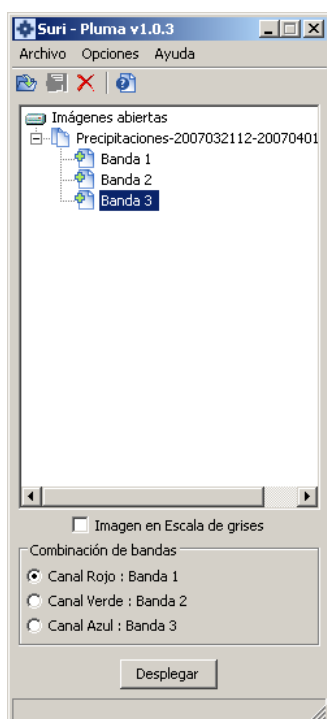 Suri - Pluma v1.0.3
Archivo Opciones Ayuda
Imágenes abiertas
Precipitaciones-2007032112-20070401
Banda 1
Banda 2
Banda 3
Imagen en Escala de grises
Combinación de bandas
Canal Rojo : Banda 1
Canal Verde : Banda 2
Canal Azul : Banda 3
Desplegar